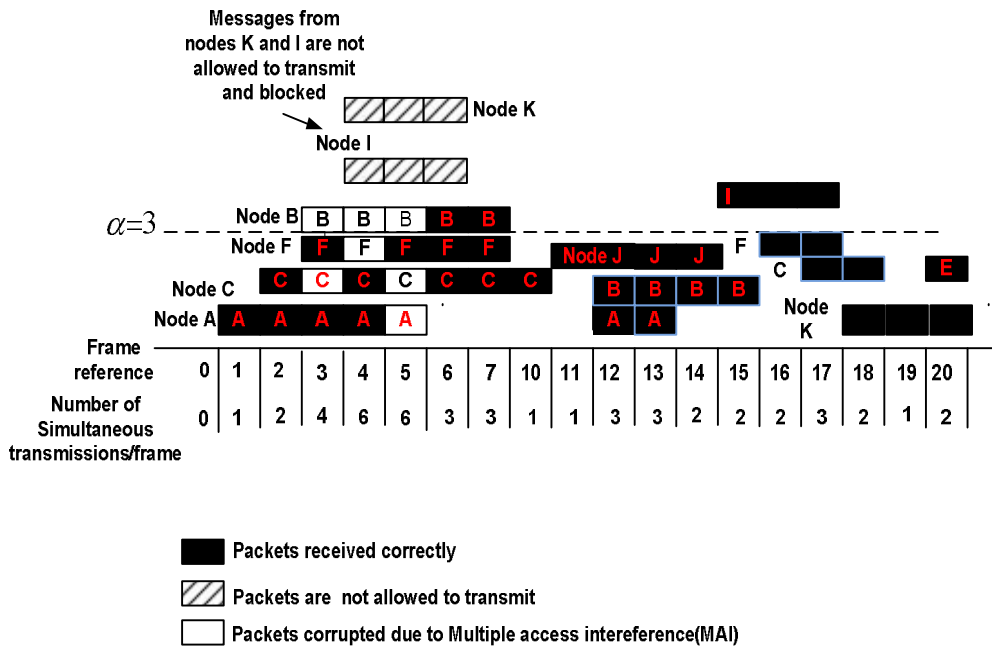 Messages from
nodes K and I are not
allowed to transmit
and blocked
Node K
Node I
I
α=3
Node B B B B B B
Node F F F F F F F
Node J J J
C
E
Node C C C C C C C C
B B B B
Node A A A A A A
A A
Node
K
Frame
reference
0 1 2 3 4 5 6 7 10 11 12 13 14 15 16 17 18 19 20
Number of
Simultaneous
transmissions/frame
0 1 2 4 6 6 3 3 1 1 3 3 2 2 2 3 2 1 2
Packets received correctly
Packets are not allowed to transmit
Packets corrupted due to Multiple access intereference(MAI)